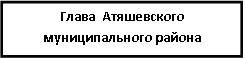 Глава Атяшевского
муниципального района